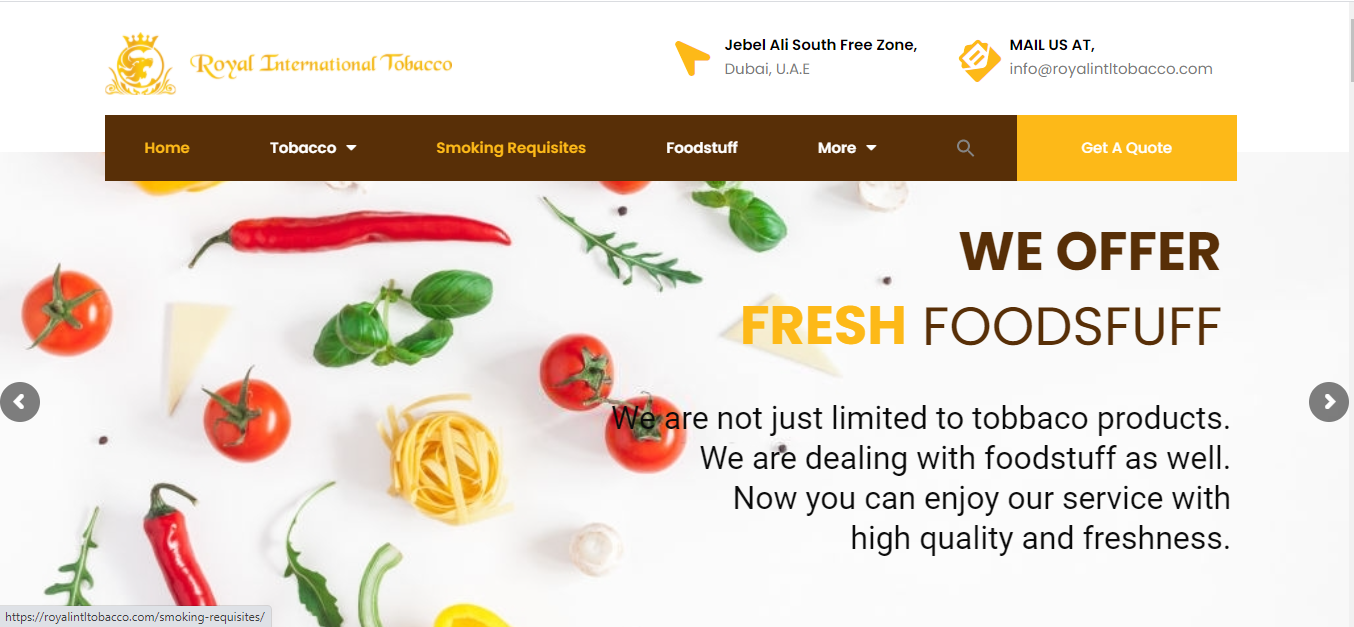 Royal International Tobacco
Jebel Ali South Free Zone,
Dubai, U.A.E
MAIL US AT,
info@royalintltobacco.com
Home
Tobacco
Smoking Requisites
Foodstuff
More
Get A Quote
WE OFFER
FRESH FOODSFUFF
We are not just limited to tobbaco products.
We are dealing with foodstuff as well.
Now you can enjoy our service with
high quality and freshness.
https://royalintltobacco.com/smoking-requisites/